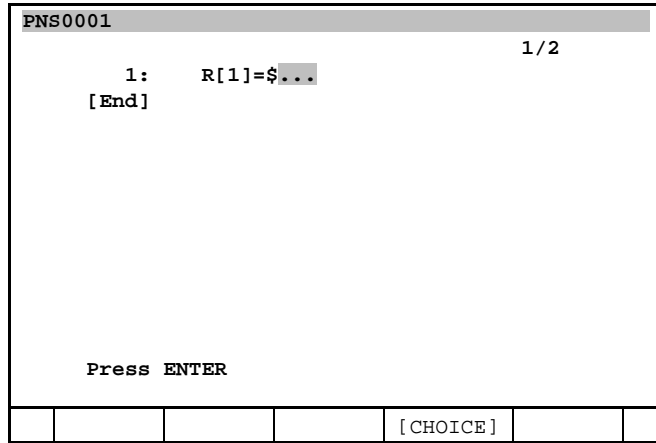 PNS0001
1/2
1: R[1]=$...
[End]
Press ENTER
[CHOICE]